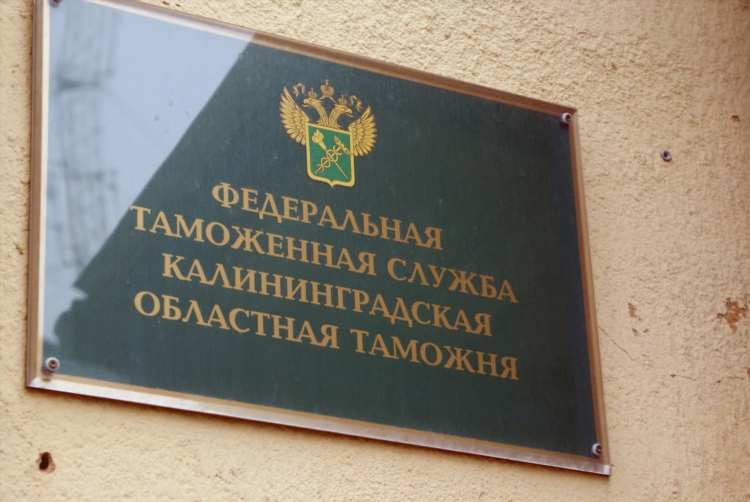 ФЕДЕРАЛЬНАЯ
ТАМОЖЕННАЯ СЛУЖБА
КАЛИНИНГРАДСКАЯ
ОБЛАСТНАЯ ТАМОЖНЯ